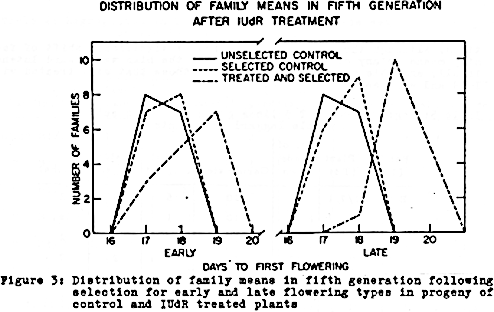 DISTRIBUTION OF FAMILY MEANS IN FIFTH GENERATION
AFTER IUdR TREATMENT
UNSELECTED CONTROL
SELECTED CONTROL
TREATED AND SELECTED
NUMBER OF FAMILIES
10
8
6
4
2
0
16 17 18 19 20 16 17 18 19 20
EARLY LATE
DAYS TO FIRST FLOWERING
Figure 3: Distribution of family means in fifth generation following
selection for early and late flowering types in progeny of
control and IUdR treated plants